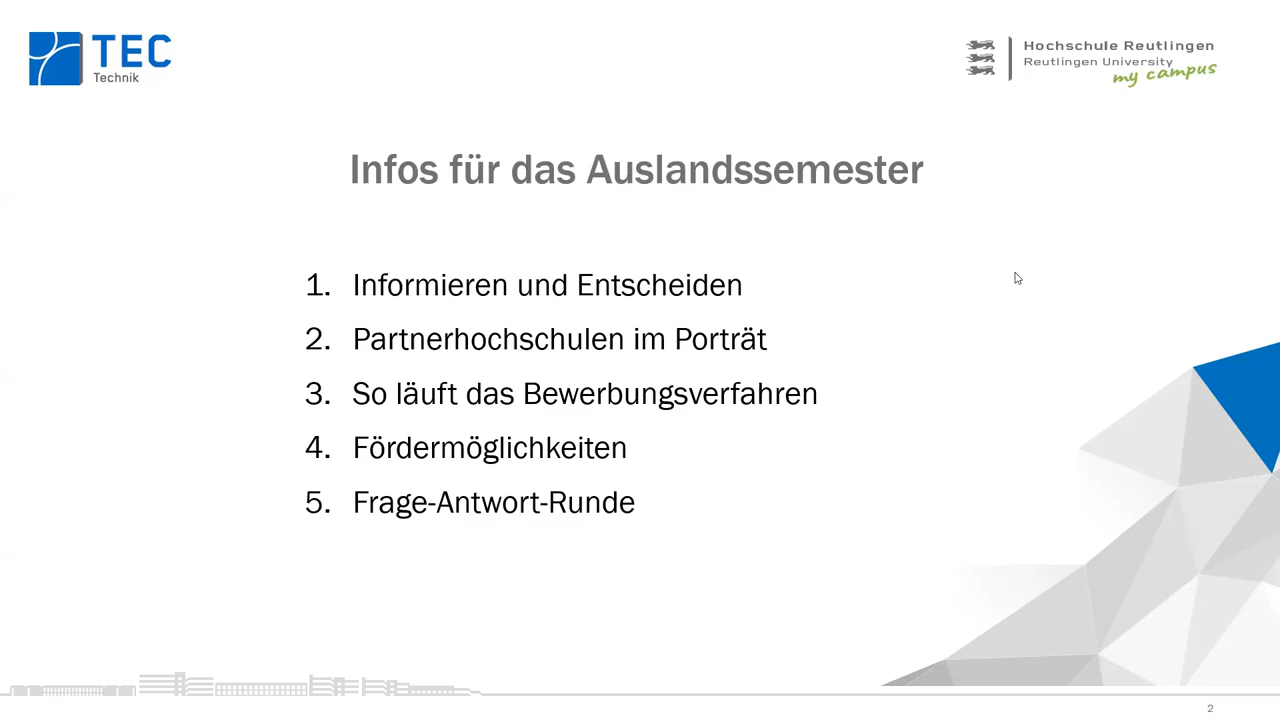 TEC
Technik
Hochschule Reutlingen
Reutlingen University
my campus
Infos für das Auslandssemester
1. Informieren und Entscheiden
2. Partnerhochschulen im Porträt
3. So läuft das Bewerbungsverfahren
4. Fördermöglichkeiten
5. Frage-Antwort-Runde
2